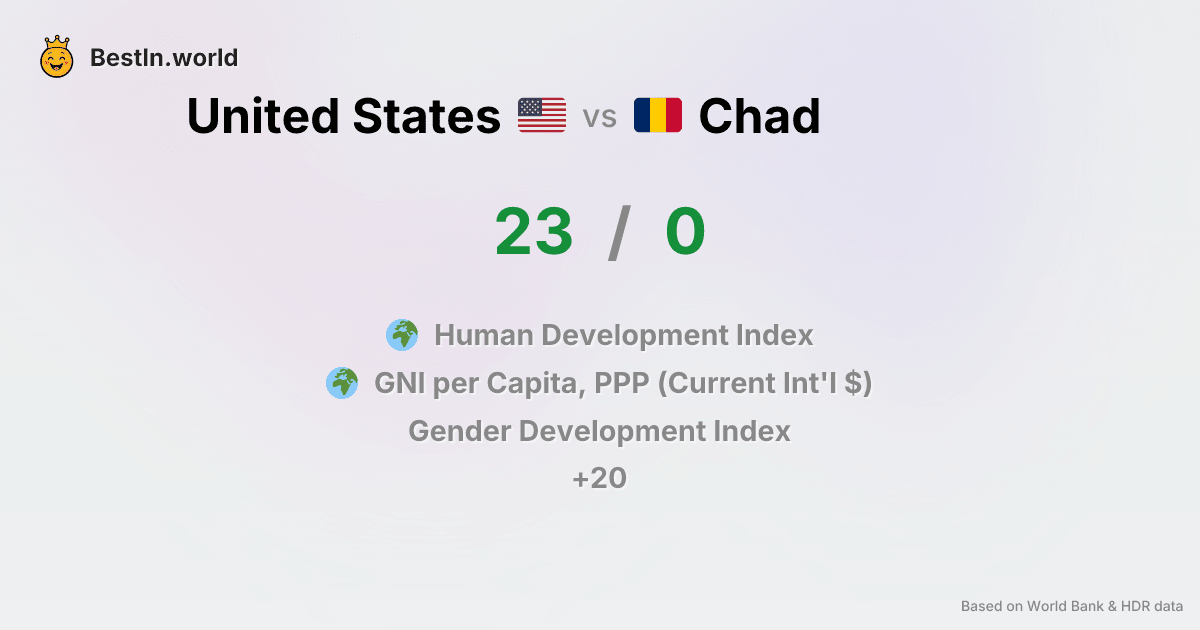 BestIn.world
United States vs Chad
23 / 0
Human Development Index
GNI per Capita, PPP (Current Int'l $)
Gender Development Index
+20
Based on World Bank & HDR data